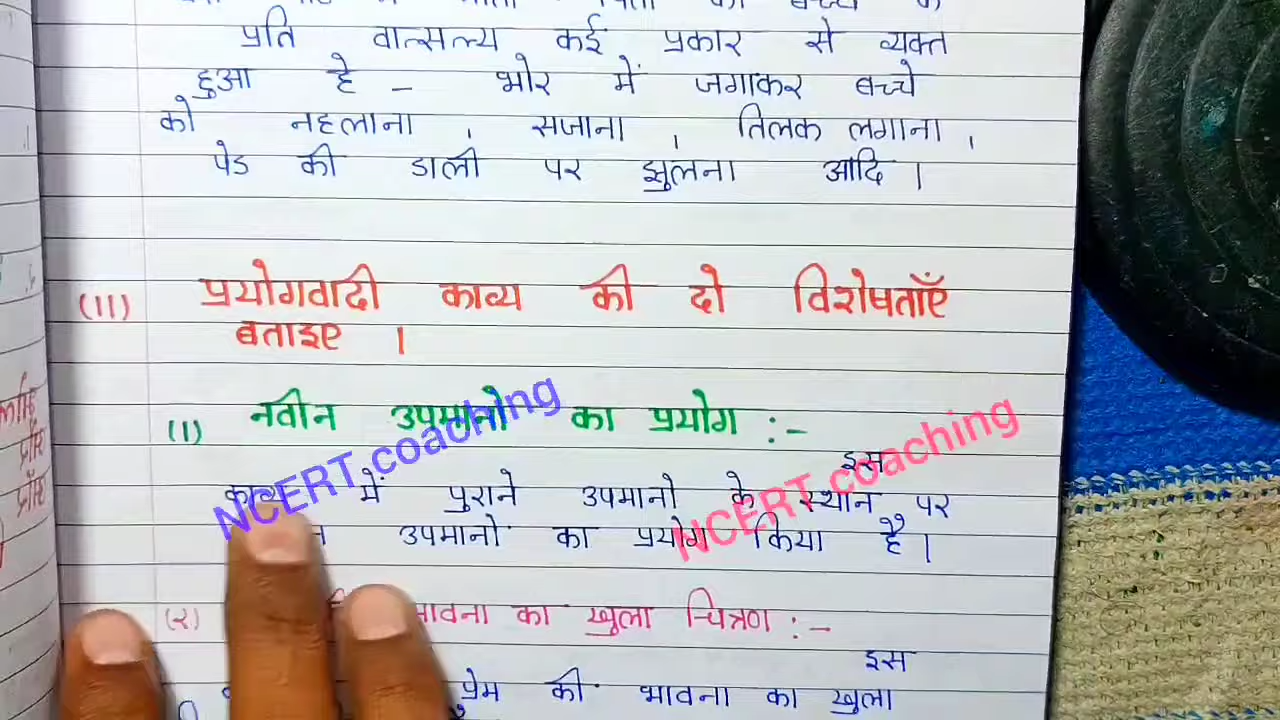 प्रति वात्सल्य कई प्रकार से व्यक्त
हुआ है - भोर में जगाकर बच्चे
को नहलाना , सजाना , तिलक लगाना ,
पेड की डाली पर झुलना आदि ।
(11) प्रयोगवादी काव्य की दो विशेषताएँ
बताइए ।
(1) नवीन उपमानो का प्रयोग :-
इस
काव्य में पुराने उपमानो के स्थान पर
उपमानो का प्रयोग किया है ।
(२) भावना का खुला चित्रण :-
इस
प्रेम की भावना का खुला
NCERT coaching
NCERT coaching